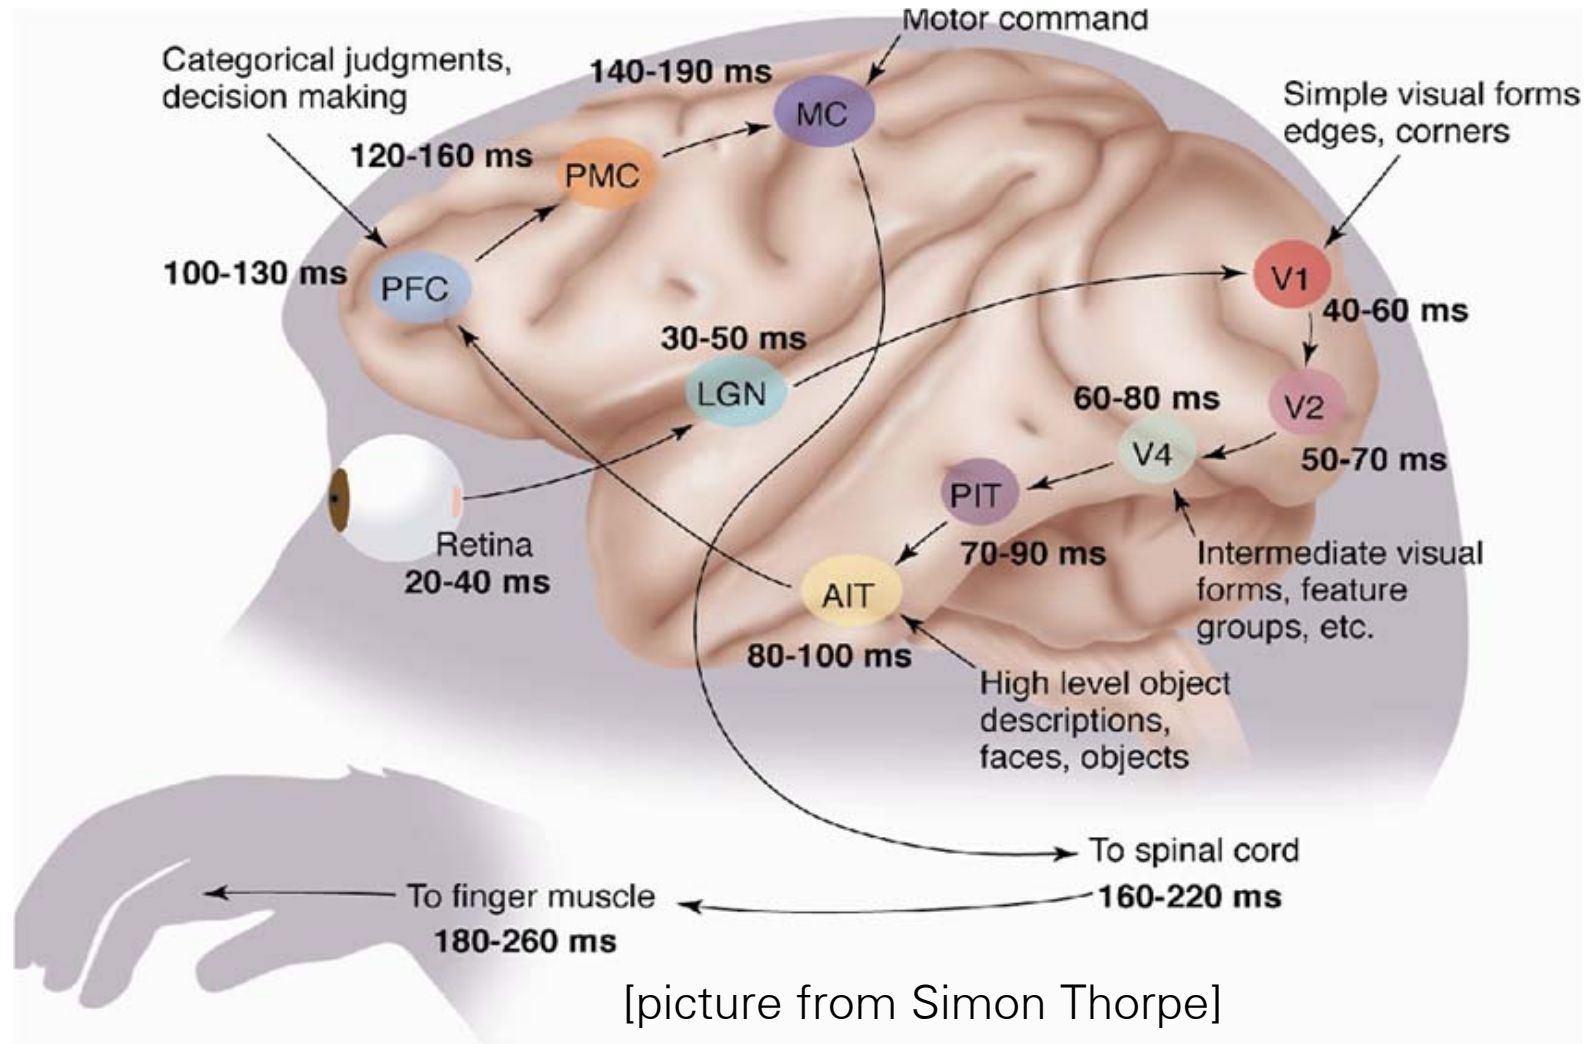 Motor command
Categorical judgments,
decision making
140-190 ms
MC
Simple visual forms
edges, corners
120-160 ms
PMC
100-130 ms
PFC
V1
40-60 ms
30-50 ms
LGN
60-80 ms
V2
V4
50-70 ms
PIT
70-90 ms
Retina
20-40 ms
Intermediate visual
forms, feature
groups, etc.
AIT
80-100 ms
High level object
descriptions,
faces, objects
To spinal cord
160-220 ms
To finger muscle
180-260 ms
[picture from Simon Thorpe]